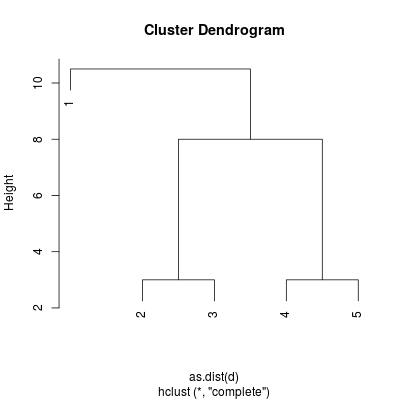 Cluster Dendrogram
Height
10
8
6
4
2
1
2
3
4
5
as.dist(d)
hclust (*, "complete")